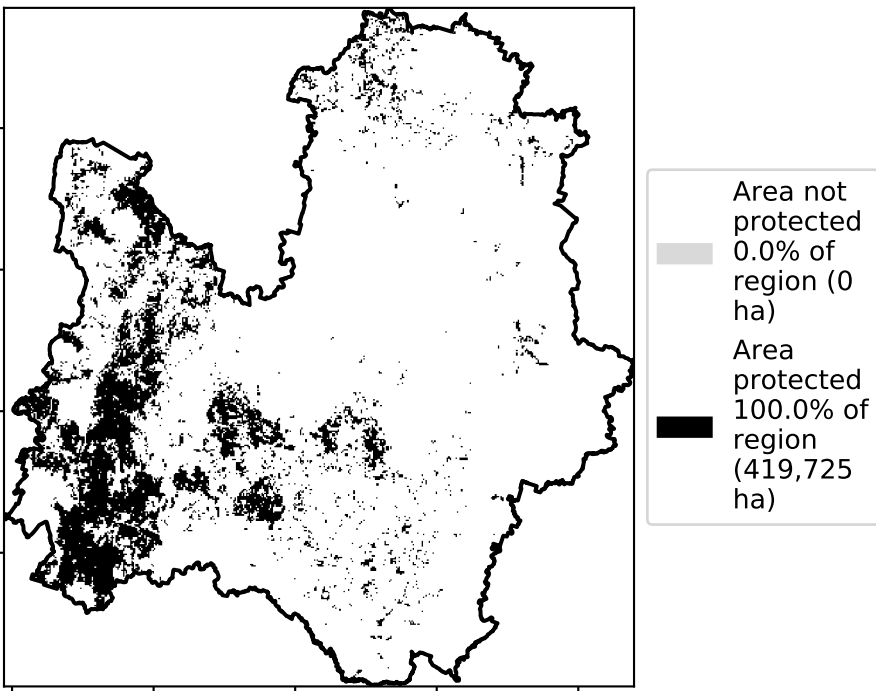 Area not
protected
0.0% of
region (0
ha)
Area
protected
100.0% of
region
(419,725
ha)